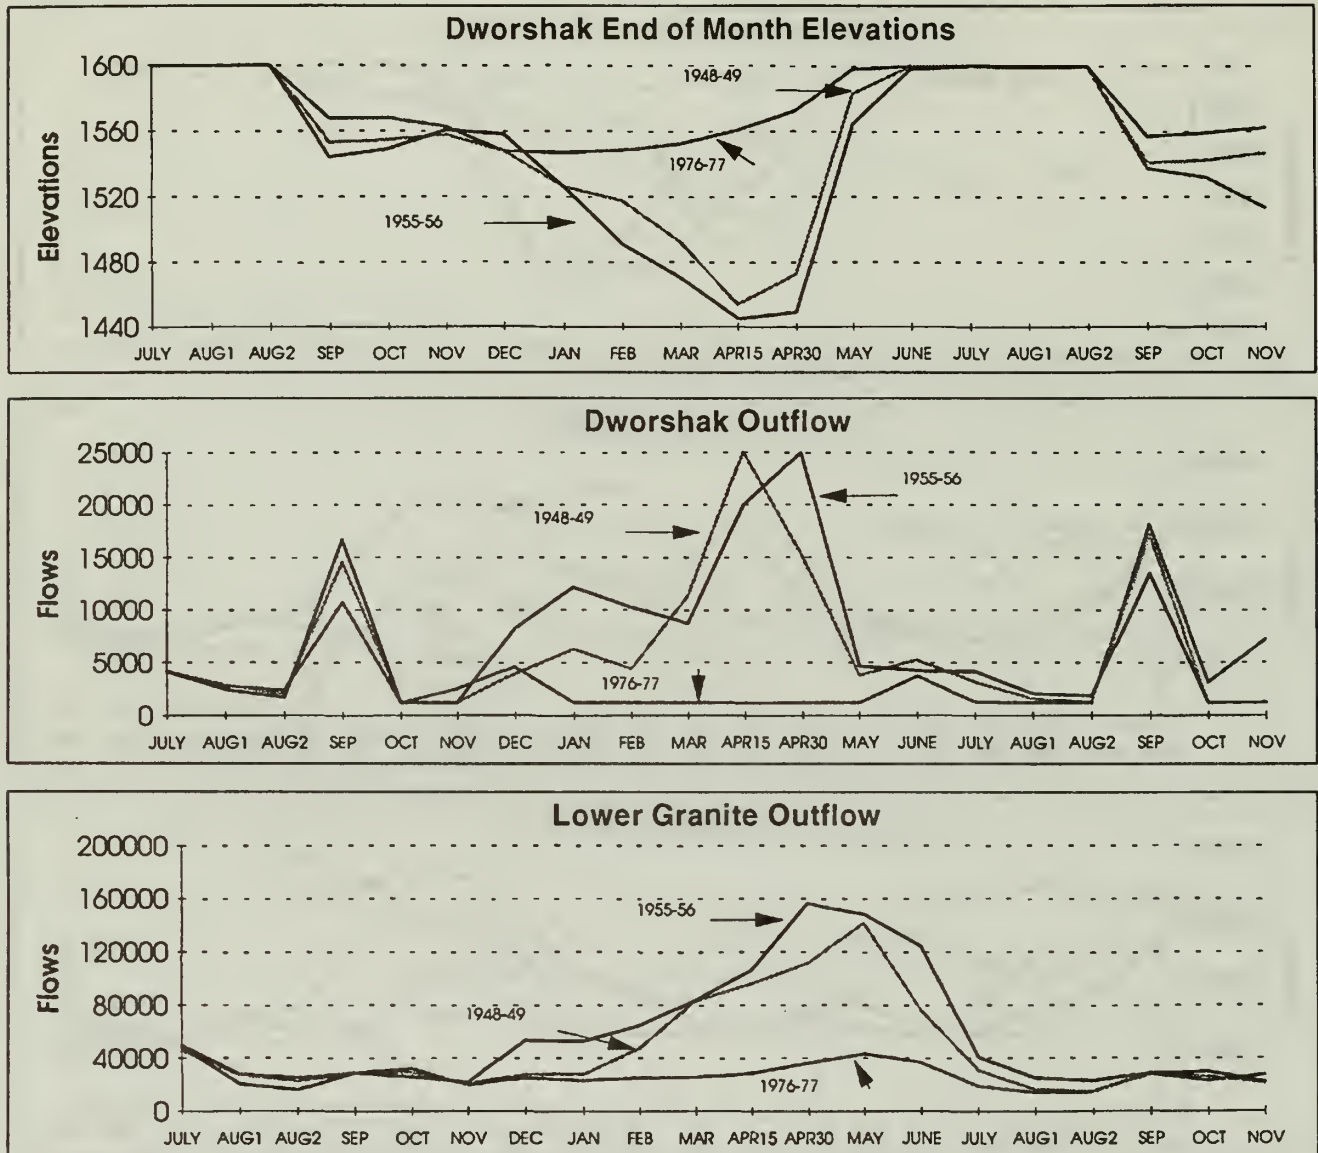 Dworshak End of Month Elevations
Elevations
1600
1560
1520
1480
1440
1948-49
1976-77
1955-56
JULY AUG1 AUG2 SEP OCT NOV DEC JAN FEB MAR APR15 APR30 MAY JUNE JULY AUG1 AUG2 SEP OCT NOV
Dworshak Outflow
Flows
25000
20000
15000
10000
5000
0
1955-56
1948-49
1976-77
JULY AUG1 AUG2 SEP OCT NOV DEC JAN FEB MAR APR15 APR30 MAY JUNE JULY AUG1 AUG2 SEP OCT NOV
Lower Granite Outflow
Flows
200000
160000
120000
80000
40000
0
1955-56
1948-49
1976-77
JULY AUG1 AUG2 SEP OCT NOV DEC JAN FEB MAR APR15 APR30 MAY JUNE JULY AUG1 AUG2 SEP OCT NOV